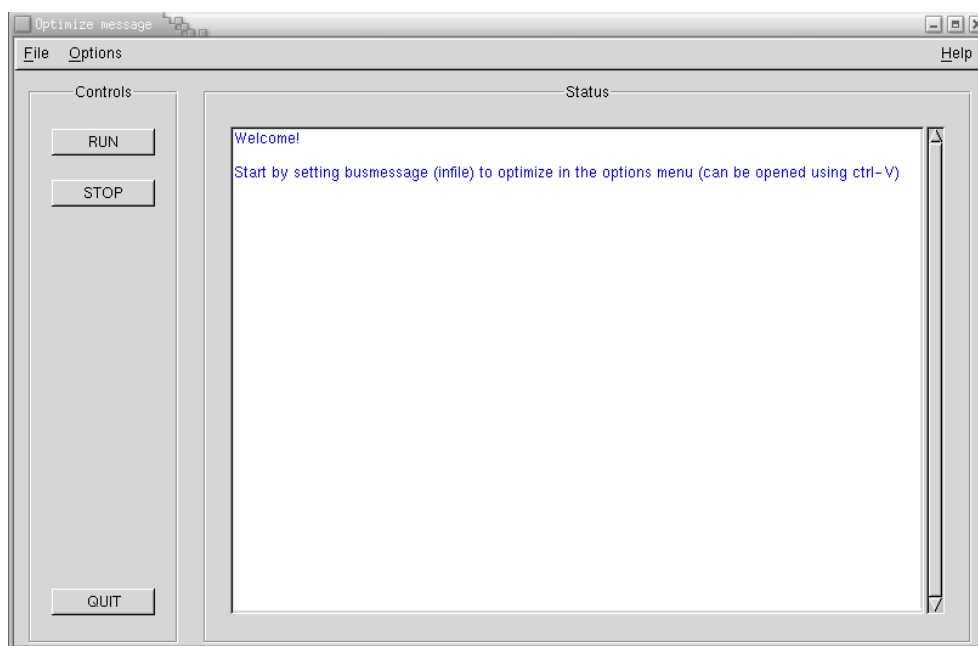 Optimize message
File Options Help
Controls
Status
RUN
STOP
QUIT
Welcome!
Start by setting busmessage (infile) to optimize in the options menu (can be opened using ctrl-V)